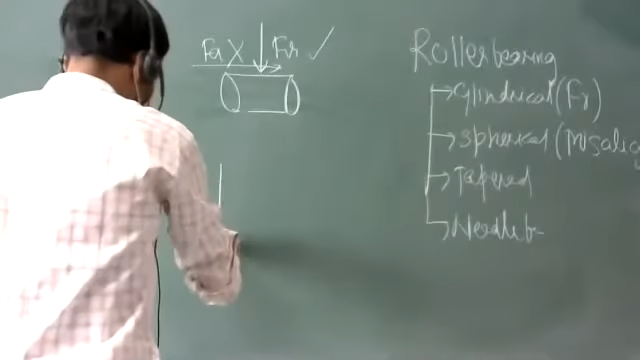 Fa X Fr ✓
Roller bearing
Cylindrical (Fr)
Spherical (Misalig
Tapered
Needle b-